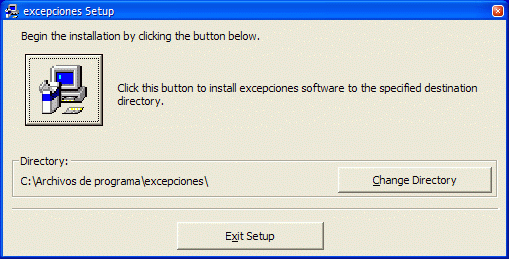 excepciones Setup
Begin the installation by clicking the button below.
Click this button to install excepciones software to the specified destination
directory.
Directory:
C:\Archivos de programa\excepciones\
Change Directory
Exit Setup